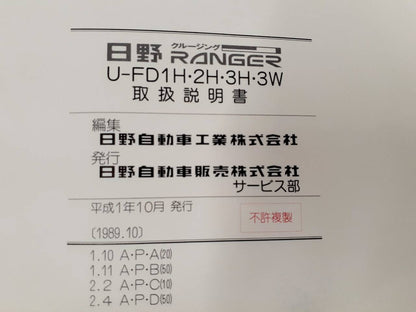 日野 クルージング RANGER
U-FD1H・2H・3H・3W
取扱説明書
編集
日野自動車工業株式会社
発行
日野自動車販売株式会社
サービス部
平成1年10月 発行
不許複製
(1989.10)
1.10 A・P・A(20)
1.11 A・P・B(50)
2.2 A・P・C(10)
2.4 A・P・D(50)